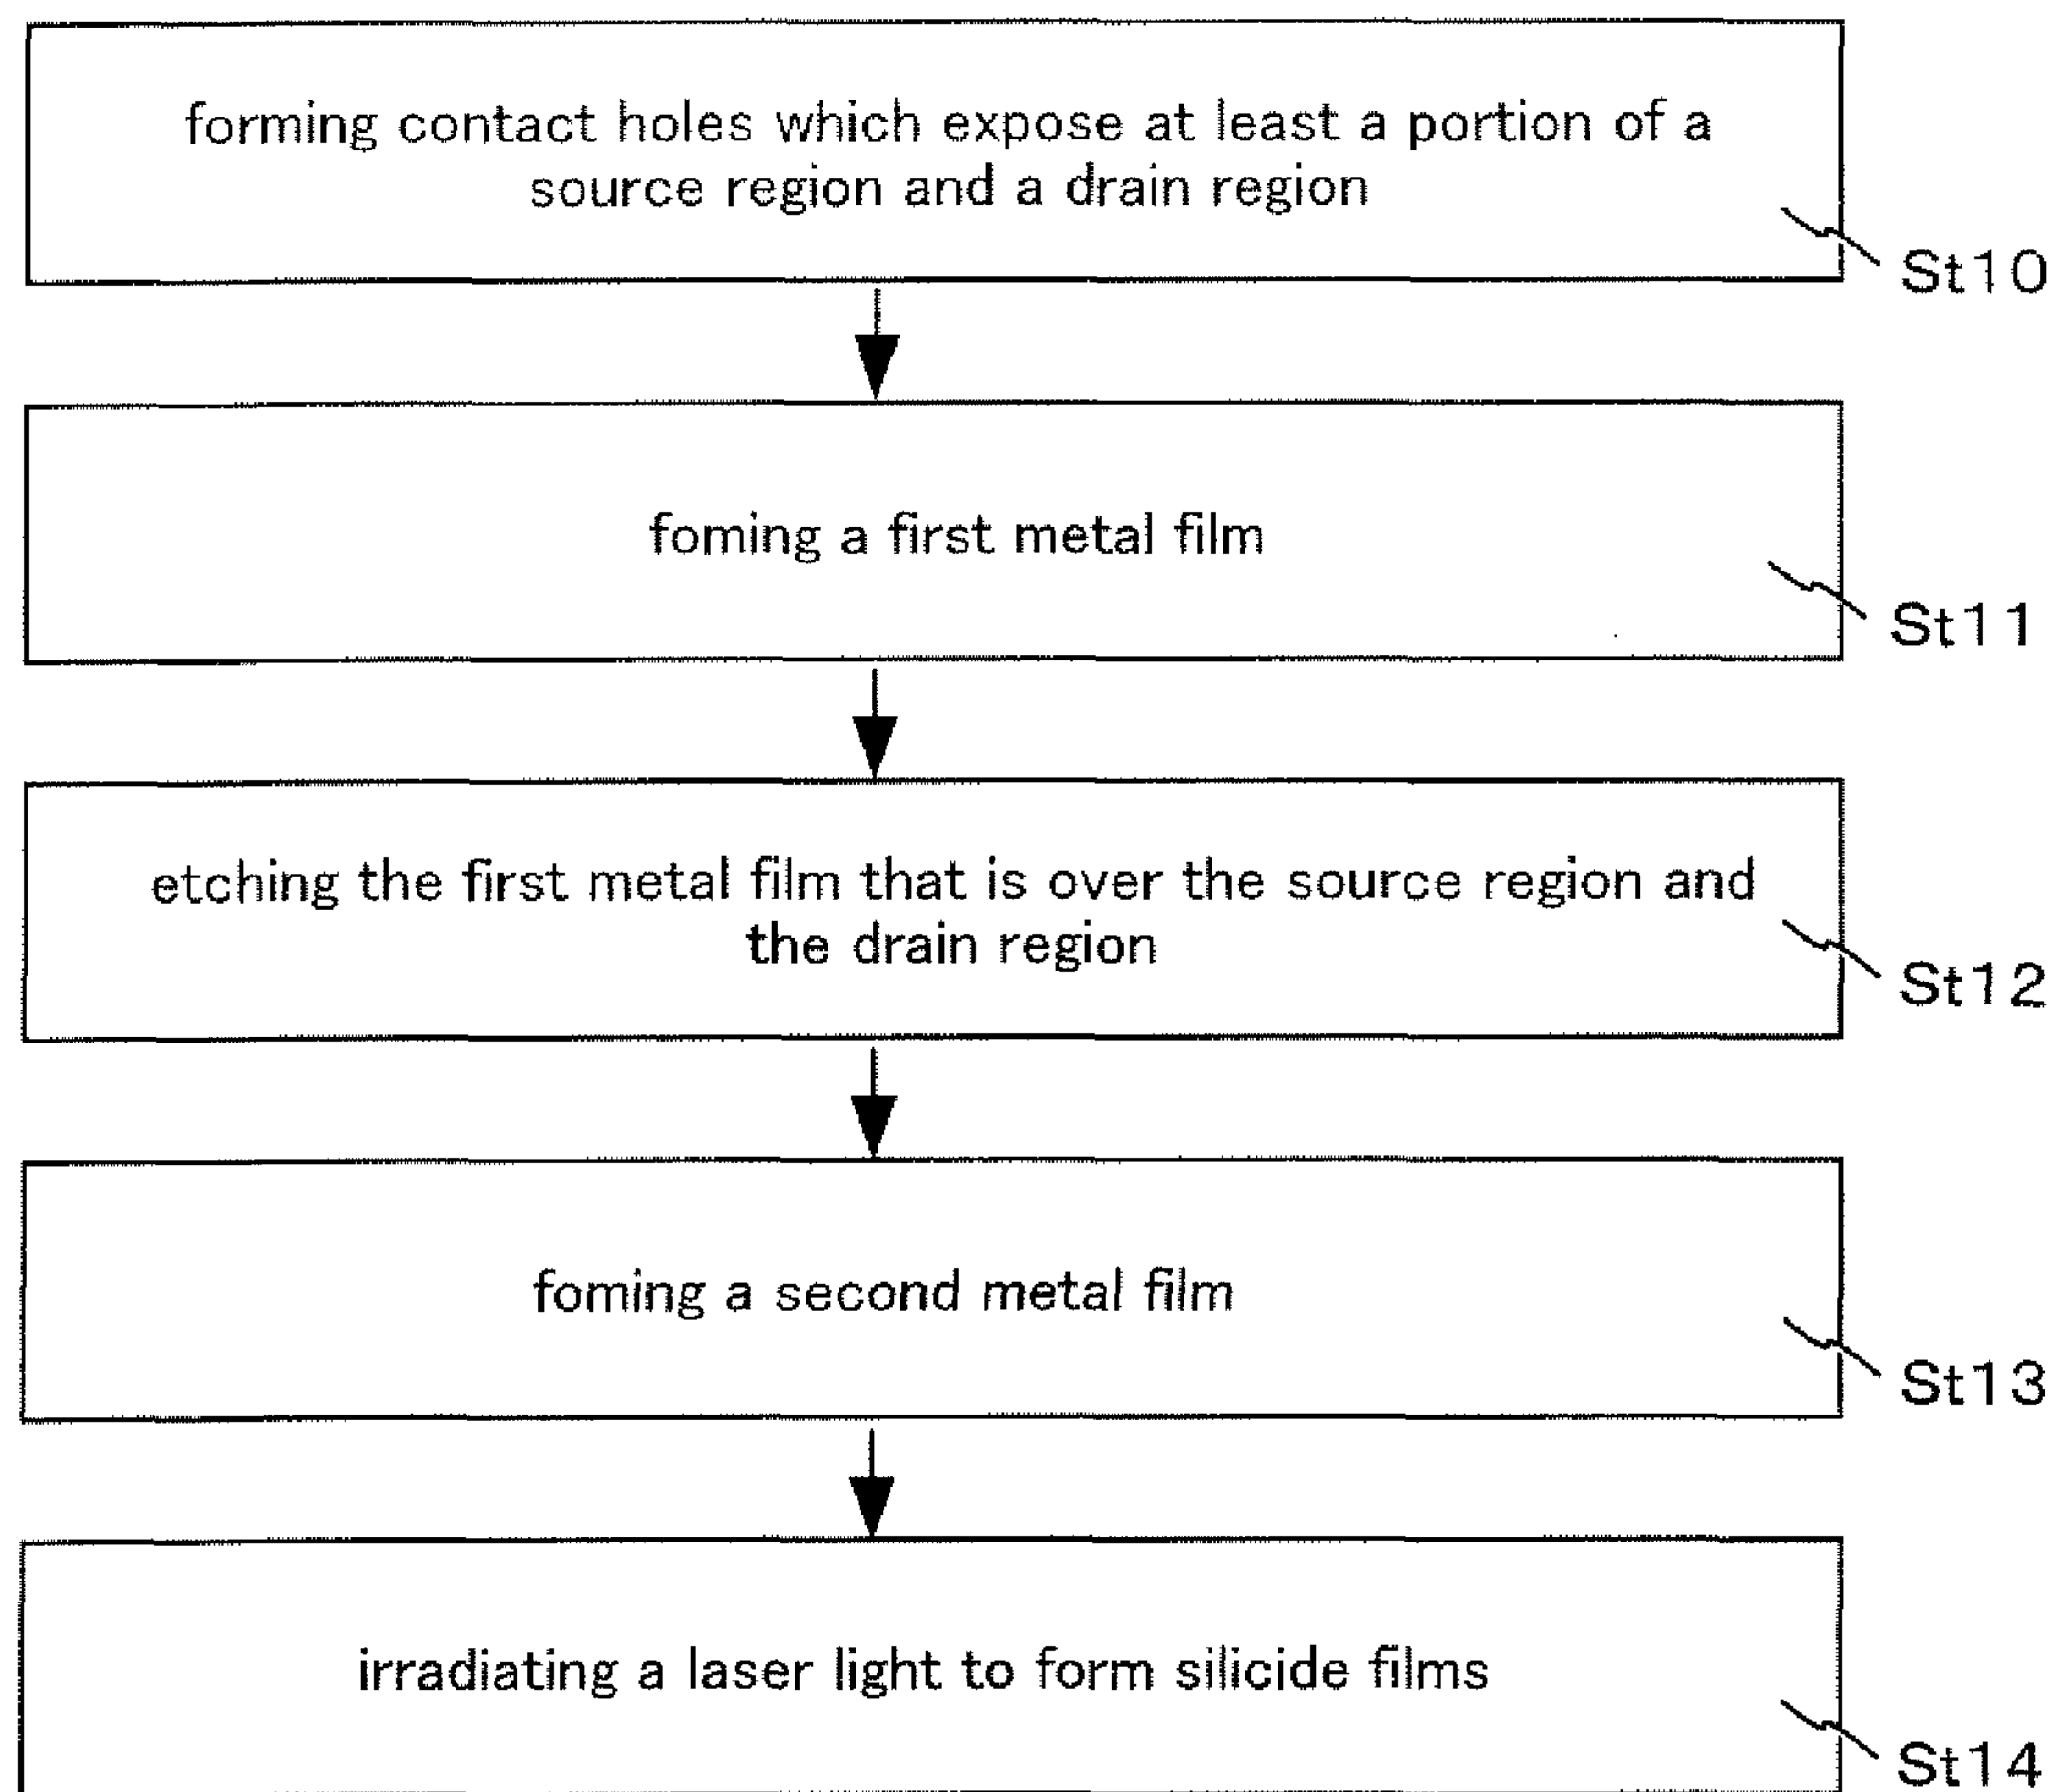 forming contact holes which expose at least a portion of a
source region and a drain region
St10
foming a first metal film
St11
etching the first metal film that is over the source region and
the drain region
St12
foming a second metal film
St13
irradiating a laser light to form silicide films
St14